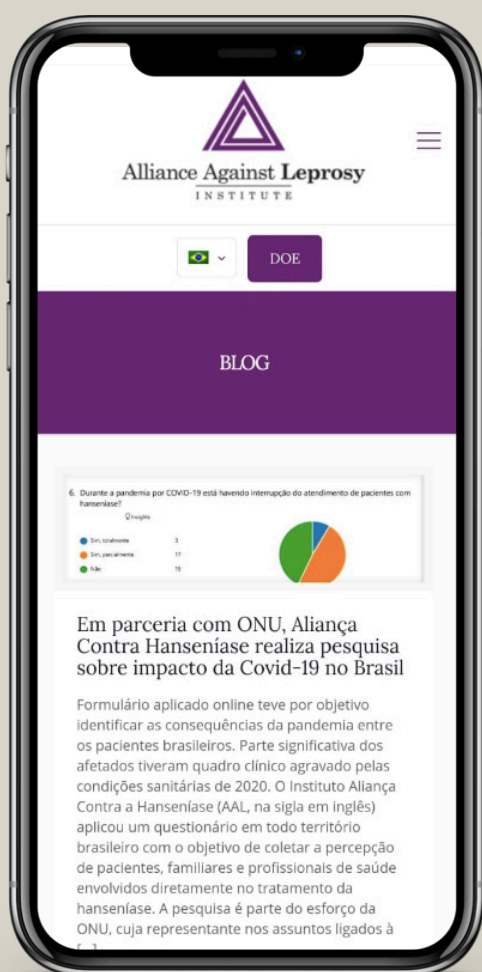 Alliance Against Leprosy
INSTITUTE
DOE
BLOG
6. Durante a pandemia por COVID-19 está havendo interrupção do atendimento de pacientes com
hanseníase?
Insights
Sim, totalmente 3
Sim, parcialmente 17
Não 15
Em parceria com ONU, Aliança
Contra Hanseníase realiza pesquisa
sobre impacto da Covid-19 no Brasil
Formulário aplicado online teve por objetivo
identificar as consequências da pandemia entre
os pacientes brasileiros. Parte significativa dos
afetados tiveram quadro clínico agravado pelas
condições sanitárias de 2020. O Instituto Aliança
Contra a Hanseníase (AAL, na sigla em inglês)
aplicou um questionário em todo território
brasileiro com o objetivo de coletar a percepção
de pacientes, familiares e profissionais de saúde
envolvidos diretamente no tratamento da
hanseníase. A pesquisa é parte do esforço da
ONU, cuja representante nos assuntos ligados à
[...]